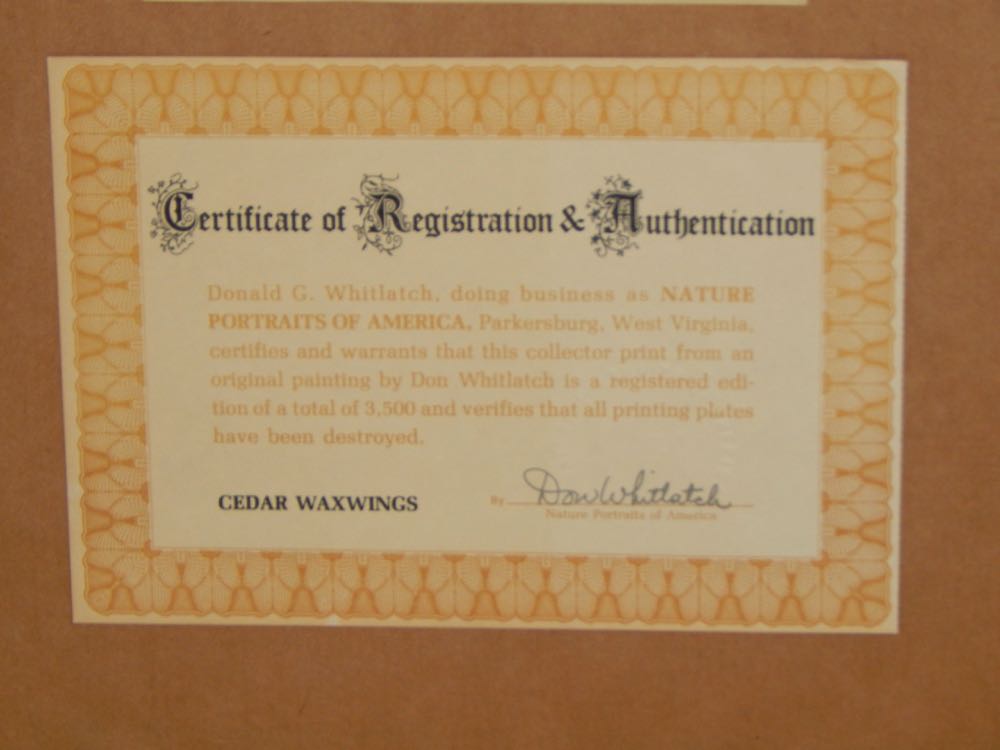 Certificate of Registration & Authentication
Donald G. Whitlatch, doing business as NATURE
PORTRAITS OF AMERICA, Parkersburg, West Virginia,
certifies and warrants that this collector print from an
original painting by Don Whitlatch is a registered edi-
tion of a total of 3,500 and verifies that all printing plates
have been destroyed.
CEDAR WAXWINGS
By Don Whitlatch
Nature Portraits of America